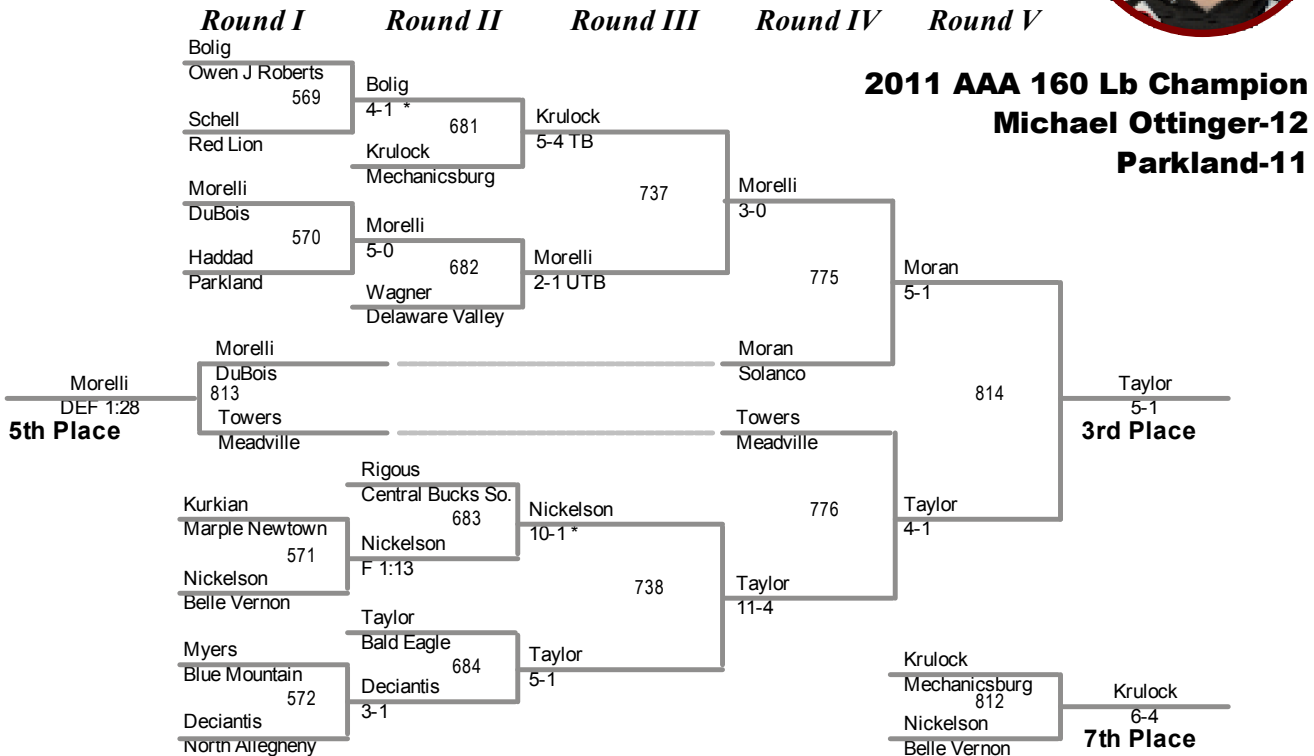 Round I Round II Round III Round IV Round V
2011 AAA 160 Lb Champion
Michael Ottinger-12
Parkland-11
Bolig
Owen J Roberts
569
Schell
Red Lion
Bolig
4-1 *
681
Krulock
Mechanicsburg
Krulock
5-4 TB
Morelli
DuBois
570
Haddad
Parkland
Morelli
5-0
682
Wagner
Delaware Valley
Morelli
2-1 UTB
737
Morelli
3-0
775
Moran
Solanco
Moran
5-1
Morelli
DuBois
813
Towers
Meadville
Morelli
DEF 1:28
5th Place
Towers
Meadville
814
Taylor
5-1
3rd Place
Kurkian
Marple Newtown
571
Nickelson
Belle Vernon
Rigous
Central Bucks So.
683
Nickelson
F 1:13
Nickelson
10-1 *
738
Myers
Blue Mountain
572
Deciantis
North Allegheny
Taylor
Bald Eagle
684
Deciantis
3-1
Taylor
5-1
Taylor
11-4
776
Taylor
4-1
Krulock
Mechanicsburg
812
Nickelson
Belle Vernon
Krulock
6-4
7th Place